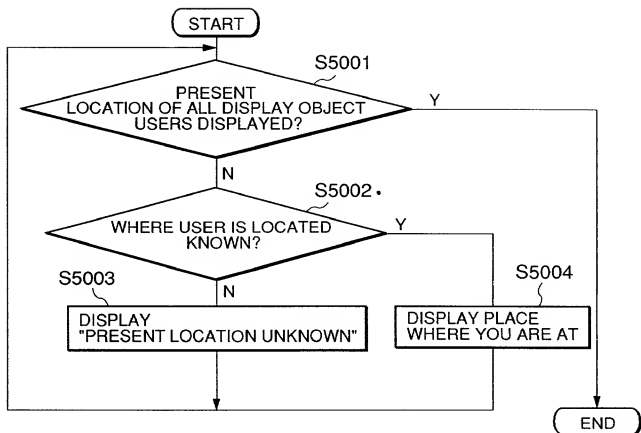 START
S5001
PRESENT
LOCATION OF ALL DISPLAY OBJECT
USERS DISPLAYED?
Y
N
S5002
WHERE USER IS LOCATED
KNOWN?
Y
N
S5003
DISPLAY
"PRESENT LOCATION UNKNOWN"
S5004
DISPLAY PLACE
WHERE YOU ARE AT
END